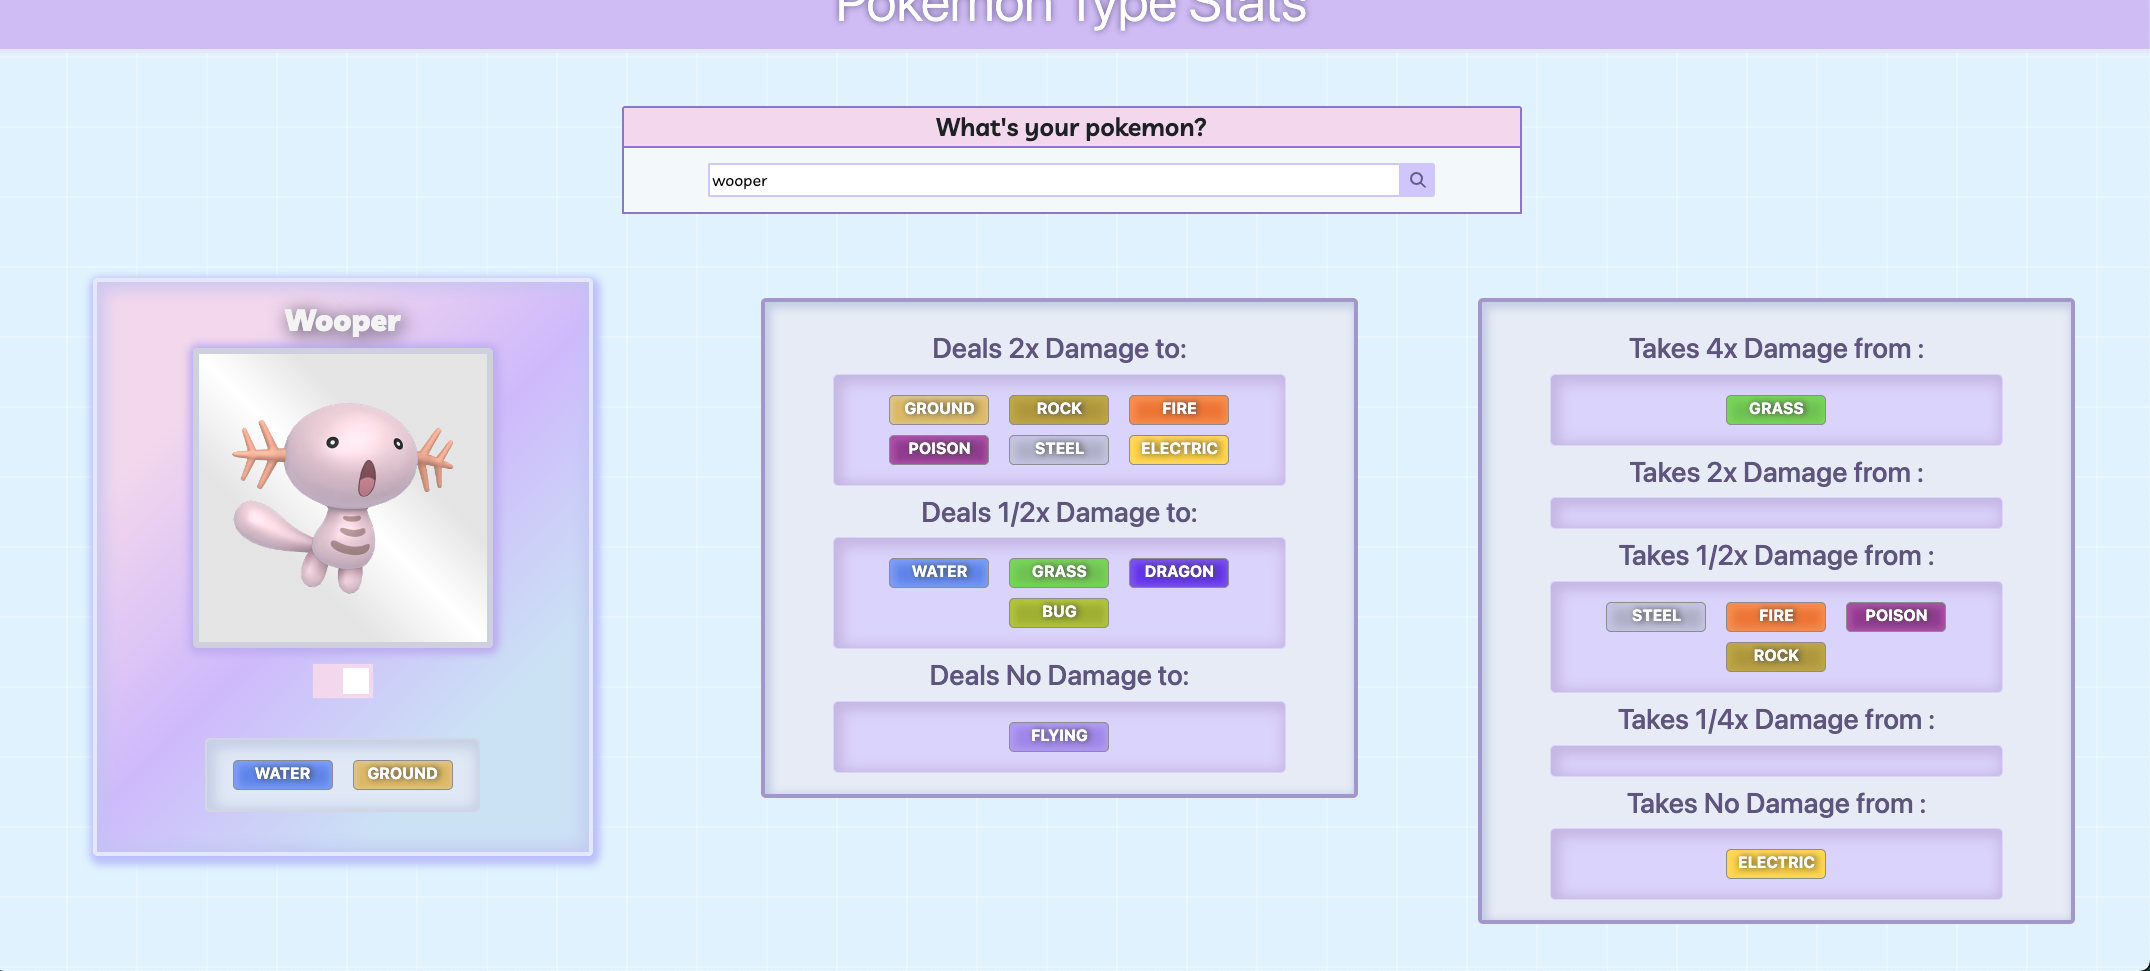 Pokemon Type Stats
What's your pokemon?
wooper
Wooper
WATER GROUND
Deals 2x Damage to:
GROUND ROCK FIRE
POISON STEEL ELECTRIC
Deals 1/2x Damage to:
WATER GRASS DRAGON
BUG
Deals No Damage to:
FLYING
Takes 4x Damage from :
GRASS
Takes 2x Damage from :
Takes 1/2x Damage from :
STEEL FIRE POISON
ROCK
Takes 1/4x Damage from :
Takes No Damage from :
ELECTRIC